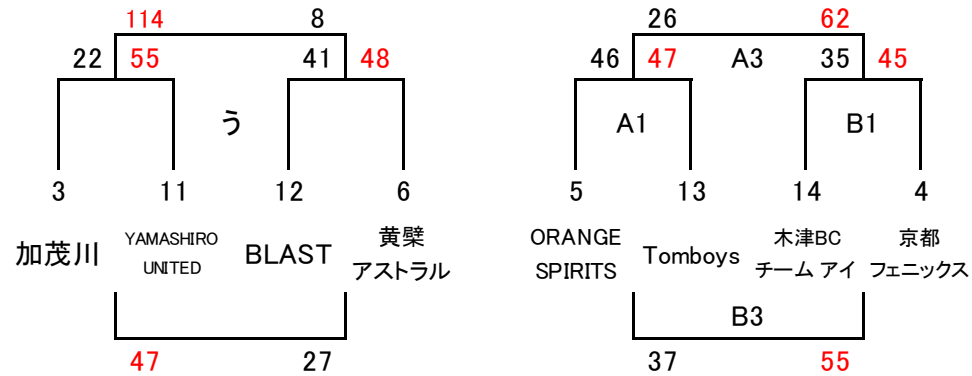 114 8 26 62
22 55 41 48 46 47 A3 35 45
う A1 B1
3 11 12 6 5 13 14 4
加茂川 YAMASHIRO UNITED BLAST 黄檗 アストラル ORANGE SPIRITS Tomboys 木津BC チーム アイ 京都 フェニックス
B3
47 27 37 55